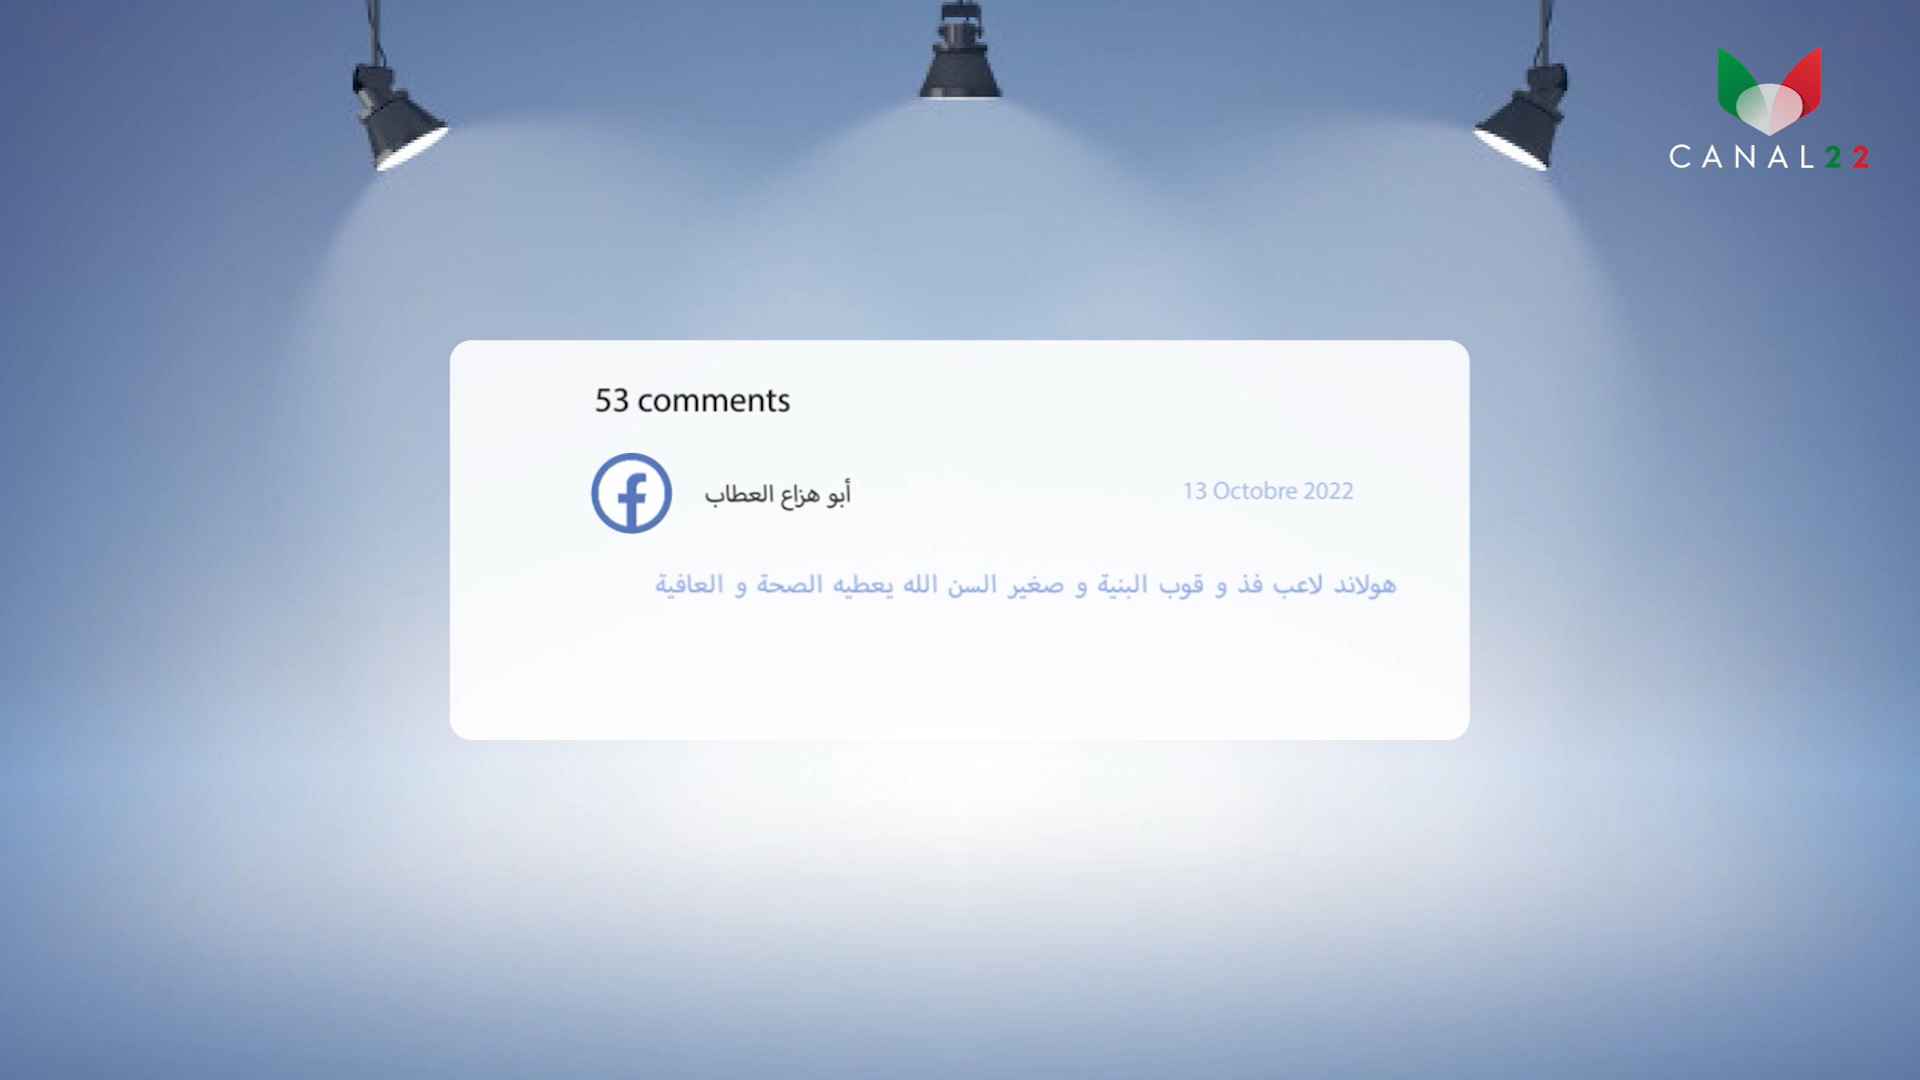 CANAL22
53 comments
أبو هزاع العطاب
13 Octobre 2022
هولاند لاعب فذ و قوب البنية و صغير السن الله يعطيه الصحة و العافية